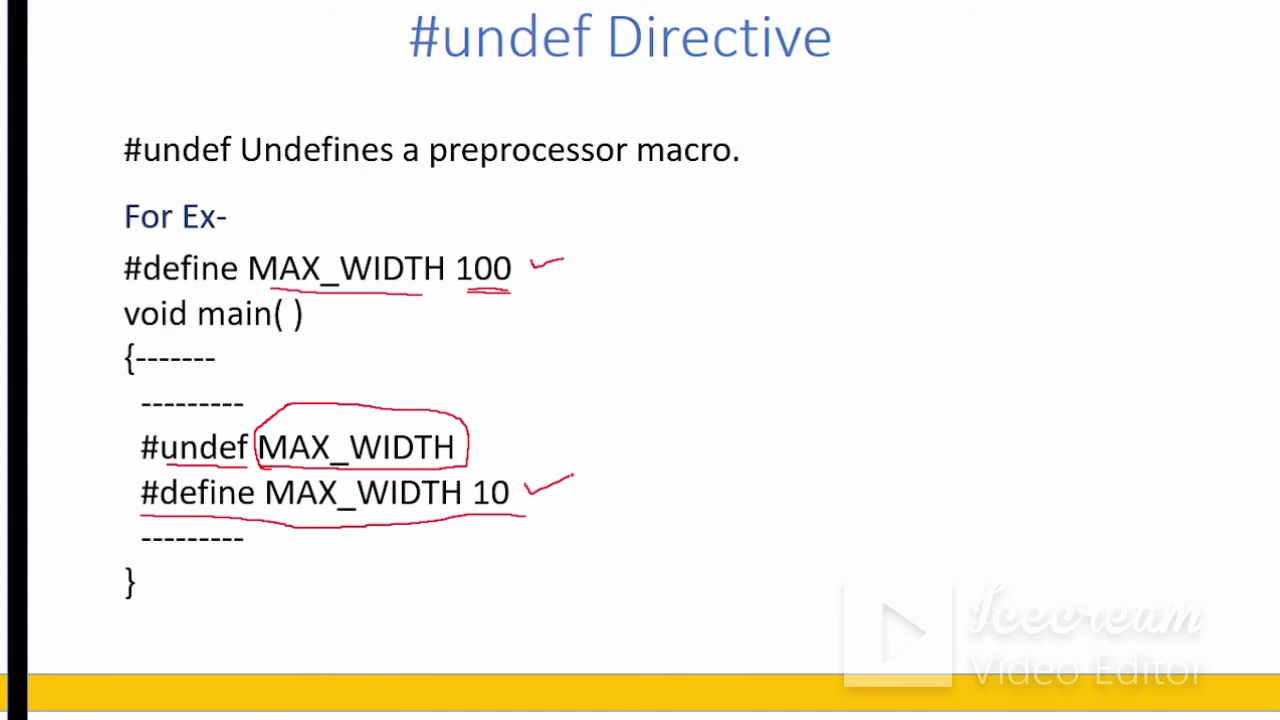 #undef Directive
#undef Undefines a preprocessor macro.
For Ex-
#define MAX_WIDTH 100
void main( )
{-------
---------
#undef MAX_WIDTH
#define MAX_WIDTH 10
---------
}
Icecream
Video Editor